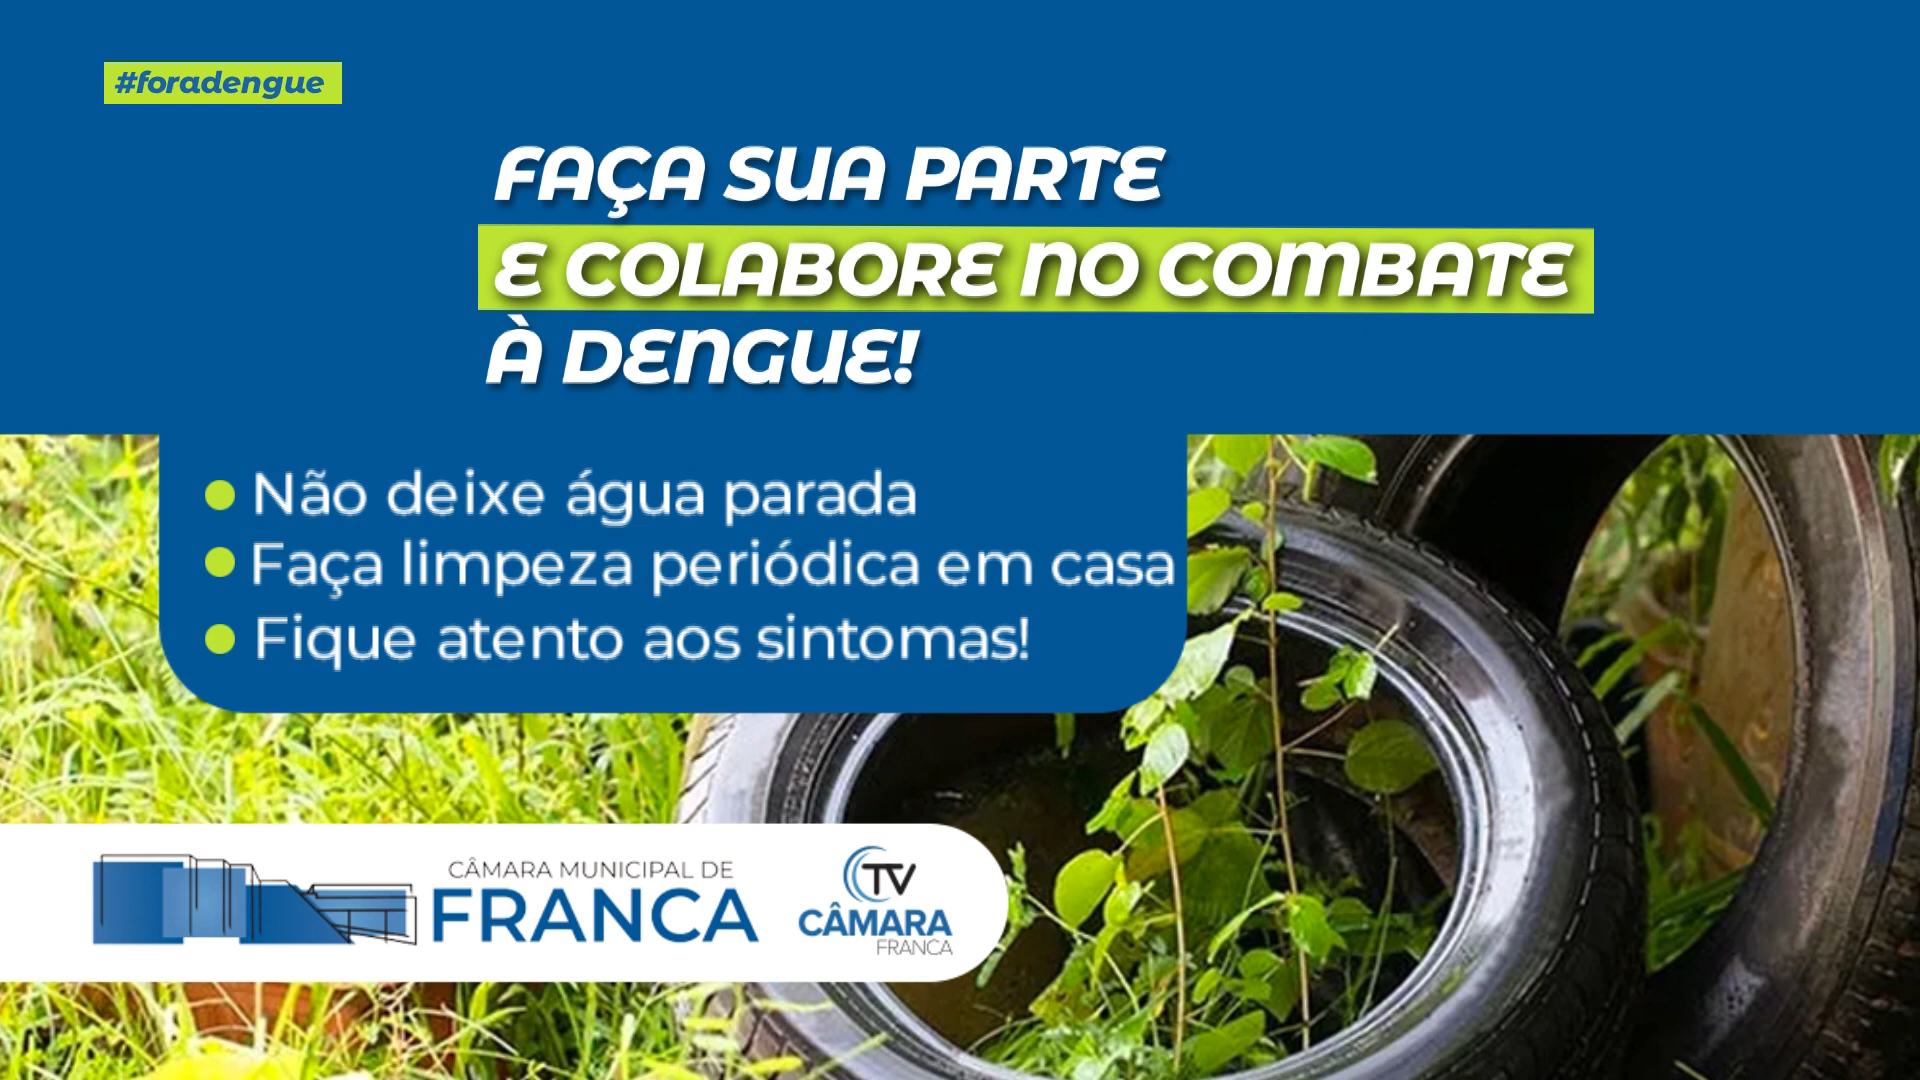 #foradengue
FAÇA SUA PARTE
E COLABORE NO COMBATE
À DENGUE!
Não deixe água parada
Faça limpeza periódica em casa
Fique atento aos sintomas!
CÂMARA MUNICIPAL DE
FRANCA
TV
CÂMARA
FRANCA